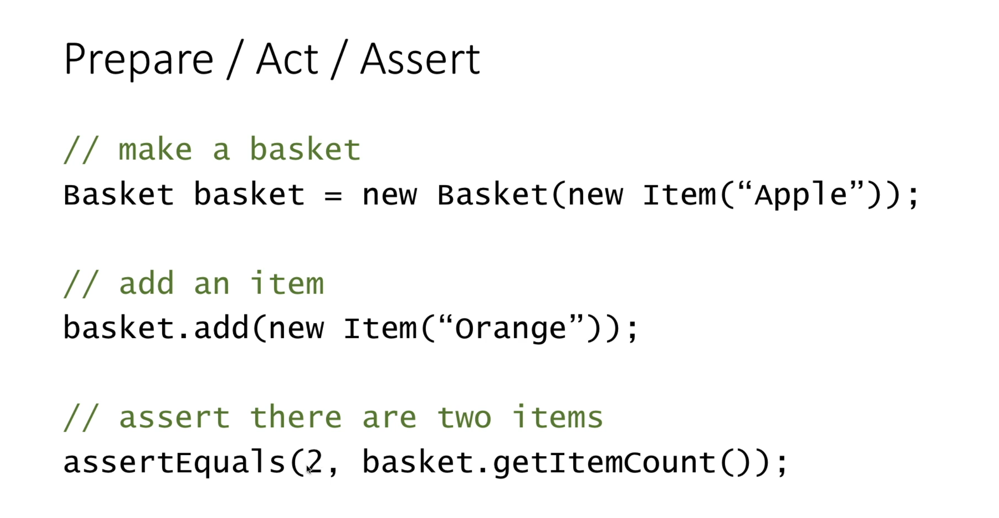 Prepare / Act / Assert
// make a basket
Basket basket = new Basket(new Item(“Apple”));
// add an item
basket.add(new Item(“Orange”));
// assert there are two items
assertEquals(2, basket.getItemCount());